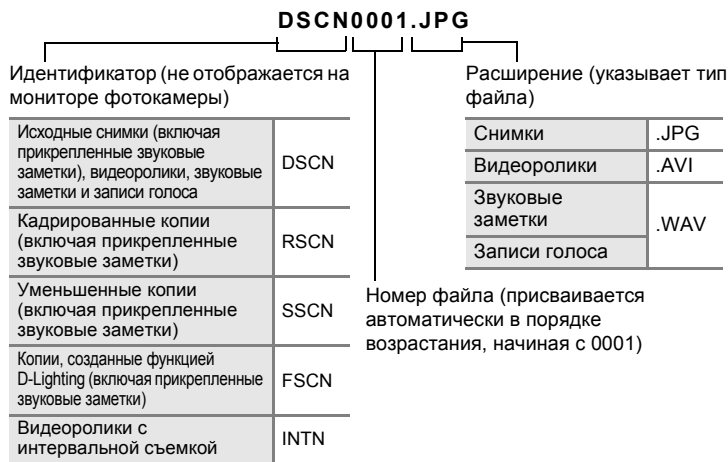 DSCN0001.JPG
Идентификатор (не отображается на
мониторе фотокамеры)
Исходные снимки (включая
прикрепленные звуковые
заметки), видеоролики, звуковые
заметки и записи голоса
DSCN
Кадрированные копии
(включая прикрепленные
звуковые заметки)
RSCN
Уменьшенные копии
(включая прикрепленные
звуковые заметки)
SSCN
Копии, созданные функцией
D-Lighting (включая прикрепленные
звуковые заметки)
FSCN
Видеоролики с
интервальной съемкой
INTN
Номер файла (присваивается
автоматически в порядке
возрастания, начиная с 0001)
Расширение (указывает тип
файла)
Снимки
.JPG
Видеоролики
.AVI
Звуковые
заметки
.WAV
Записи голоса